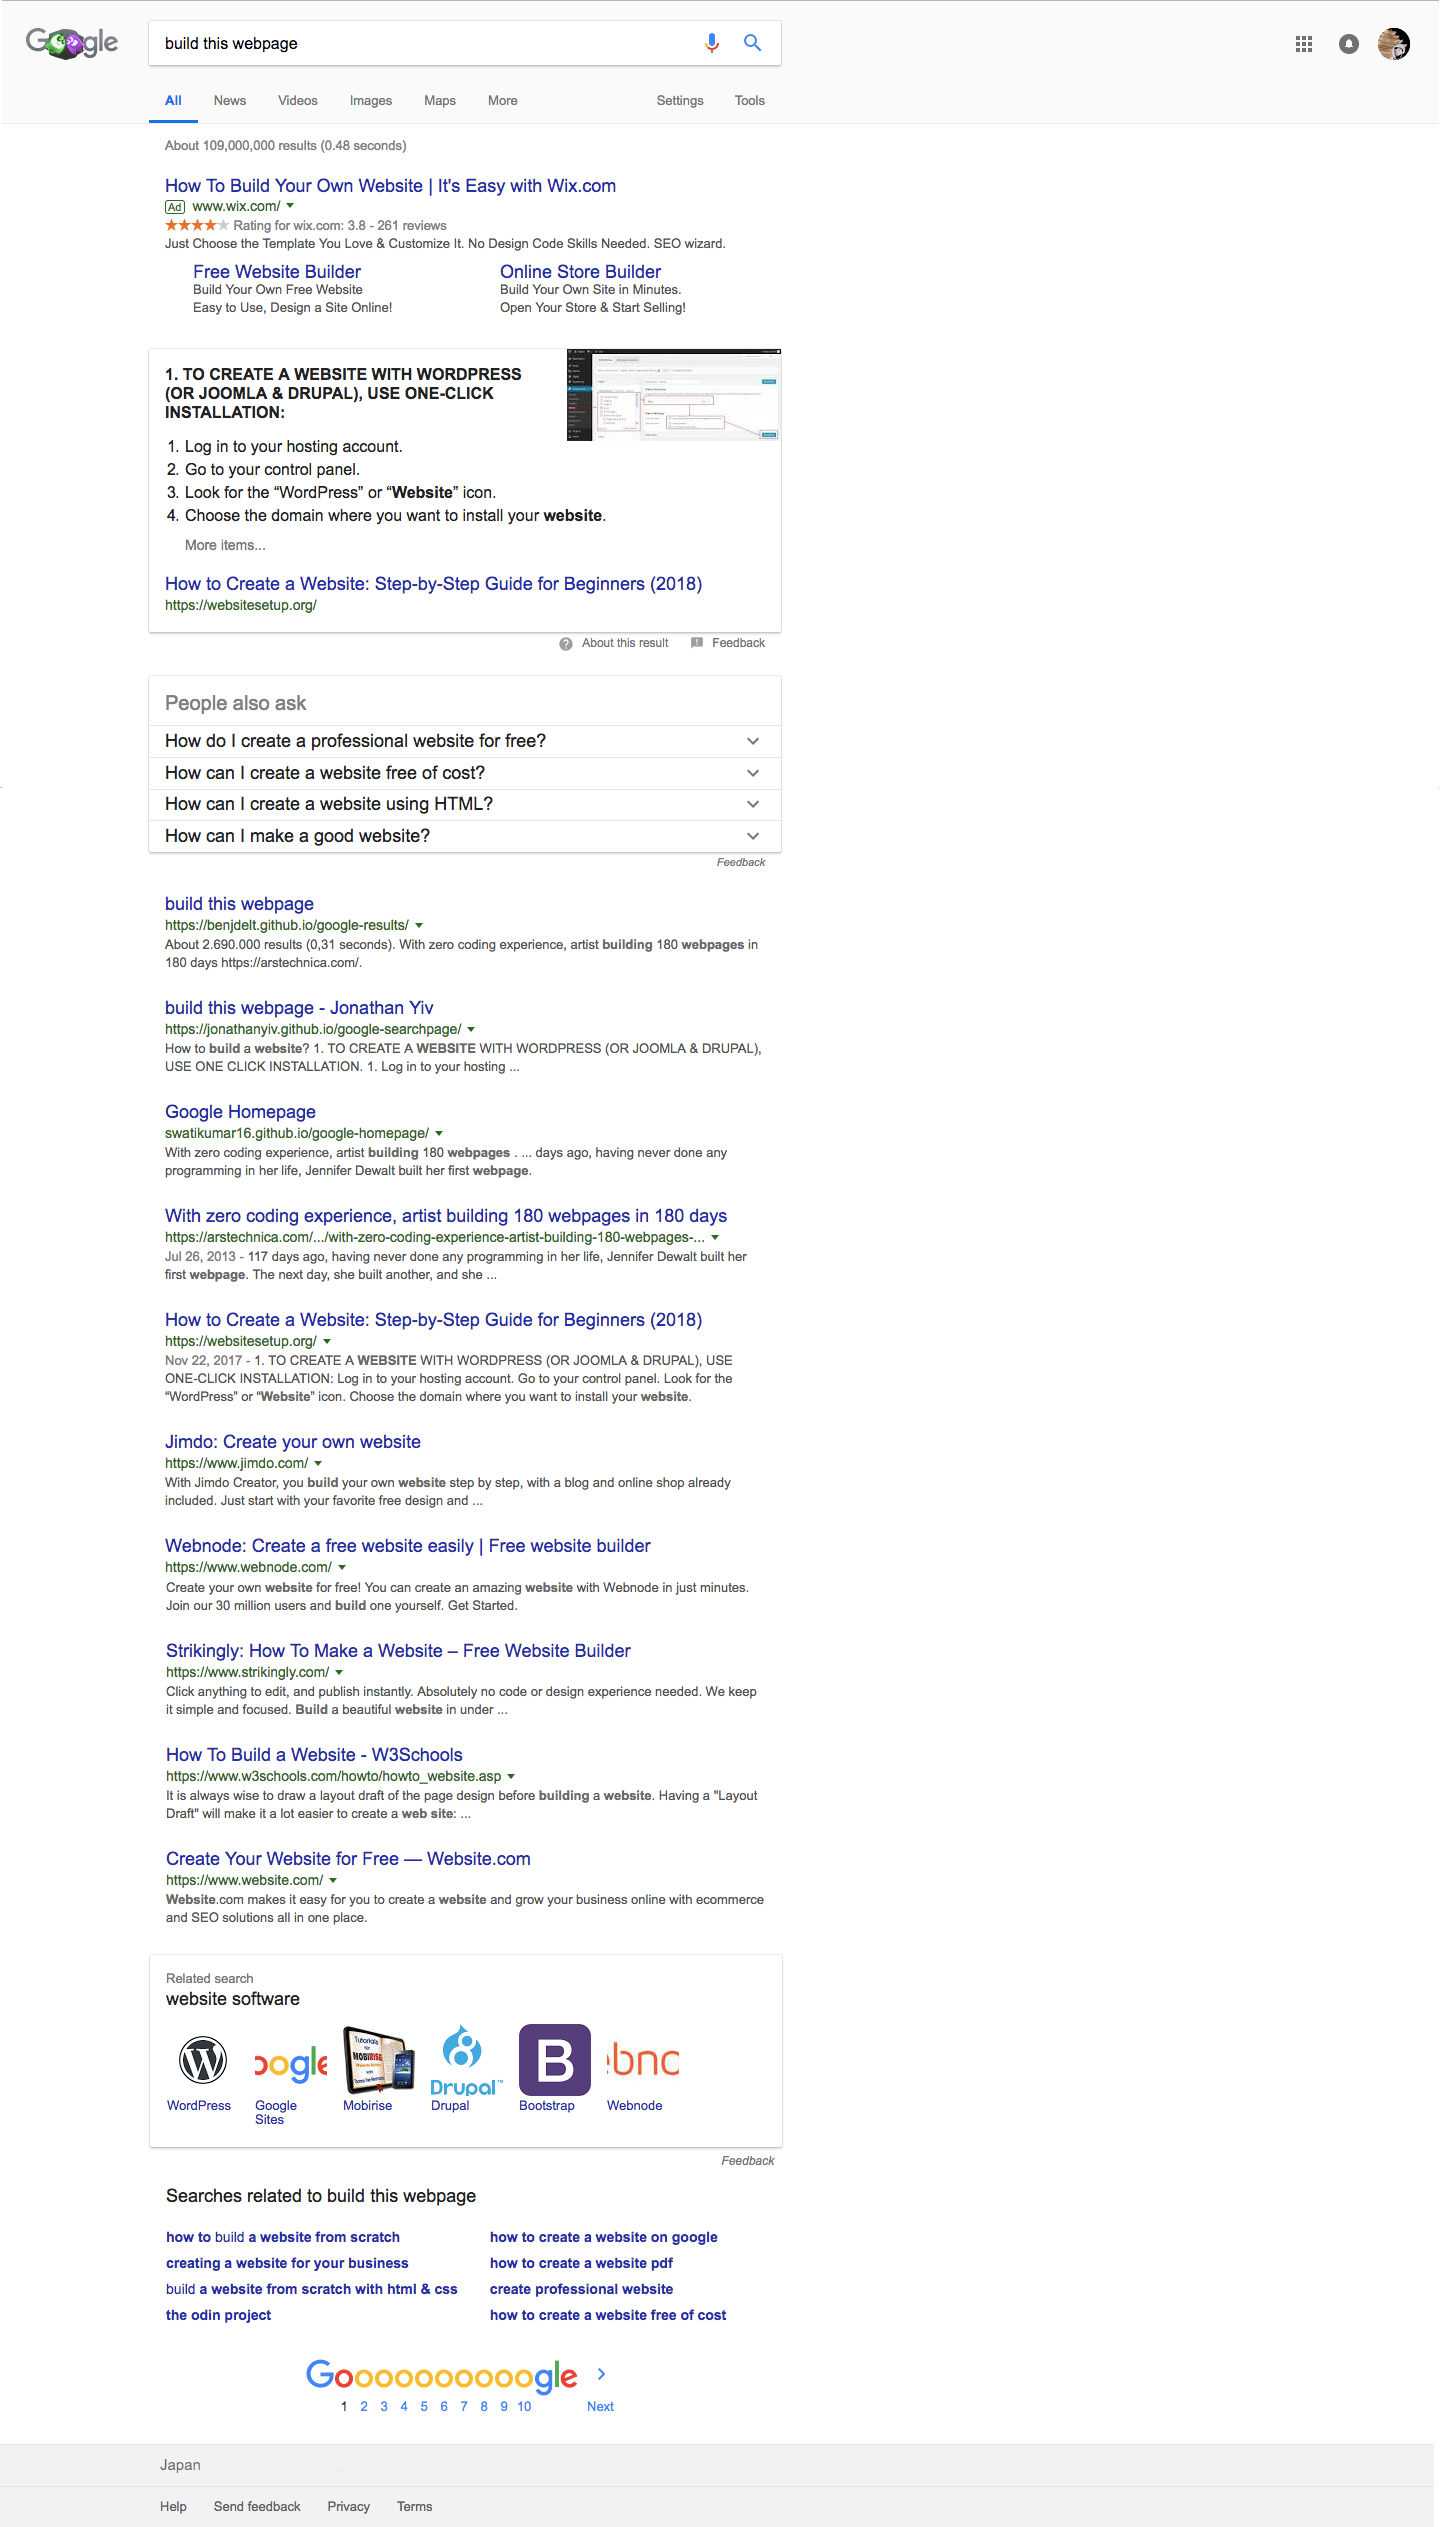 Google
build this webpage
All News Videos Images Maps More Settings Tools
About 109,000,000 results (0.48 seconds)
How To Build Your Own Website | It's Easy with Wix.com
Ad www.wix.com/
Rating for wix.com: 3.8 - 261 reviews
Just Choose the Template You Love & Customize It. No Design Code Skills Needed. SEO wizard.
Free Website Builder
Build Your Own Free Website
Easy to Use, Design a Site Online!
Online Store Builder
Build Your Own Site in Minutes.
Open Your Store & Start Selling!
1. TO CREATE A WEBSITE WITH WORDPRESS
(OR JOOMLA & DRUPAL), USE ONE-CLICK
INSTALLATION:
1. Log in to your hosting account.
2. Go to your control panel.
3. Look for the “WordPress” or “Website” icon.
4. Choose the domain where you want to install your website.
More items...
How to Create a Website: Step-by-Step Guide for Beginners (2018)
https://websitesetup.org/
About this result Feedback
People also ask
How do I create a professional website for free?
How can I create a website free of cost?
How can I create a website using HTML?
How can I make a good website?
Feedback
build this webpage
https://benjdelt.github.io/google-results/
About 2.690.000 results (0,31 seconds). With zero coding experience, artist building 180 webpages in
180 days https://arstechnica.com/.
build this webpage - Jonathan Yiv
https://jonathanyiv.github.io/google-searchpage/
How to build a website? 1. TO CREATE A WEBSITE WITH WORDPRESS (OR JOOMLA & DRUPAL),
USE ONE CLICK INSTALLATION. 1. Log in to your hosting ...
Google Homepage
swatikumar16.github.io/google-homepage/
With zero coding experience, artist building 180 webpages . ... days ago, having never done any
programming in her life, Jennifer Dewalt built her first webpage.
With zero coding experience, artist building 180 webpages in 180 days
https://arstechnica.com/.../with-zero-coding-experience-artist-building-180-webpages-...
Jul 26, 2013 - 117 days ago, having never done any programming in her life, Jennifer Dewalt built her
first webpage. The next day, she built another, and she ...
How to Create a Website: Step-by-Step Guide for Beginners (2018)
https://websitesetup.org/
Nov 22, 2017 - 1. TO CREATE A WEBSITE WITH WORDPRESS (OR JOOMLA & DRUPAL), USE
ONE-CLICK INSTALLATION: Log in to your hosting account. Go to your control panel. Look for the
“WordPress” or “Website” icon. Choose the domain where you want to install your website.
Jimdo: Create your own website
https://www.jimdo.com/
With Jimdo Creator, you build your own website step by step, with a blog and online shop already
included. Just start with your favorite free design and ...
Webnode: Create a free website easily | Free website builder
https://www.webnode.com/
Create your own website for free! You can create an amazing website with Webnode in just minutes.
Join our 30 million users and build one yourself. Get Started.
Strikingly: How To Make a Website – Free Website Builder
https://www.strikingly.com/
Click anything to edit, and publish instantly. Absolutely no code or design experience needed. We keep
it simple and focused. Build a beautiful website in under ...
How To Build a Website - W3Schools
https://www.w3schools.com/howto/howto_website.asp
It is always wise to draw a layout draft of the page design before building a website. Having a "Layout
Draft" will make it a lot easier to create a web site: ...
Create Your Website for Free — Website.com
https://www.website.com/
Website.com makes it easy for you to create a website and grow your business online with ecommerce
and SEO solutions all in one place.
Related search
website software
oogle
Tutorials
MOBIRISE
Drupal™
B
bno
WordPress
Google
Sites
Mobirise
Drupal
Bootstrap
Webnode
Feedback
Searches related to build this webpage
how to build a website from scratch
creating a website for your business
build a website from scratch with html & css
the odin project
how to create a website on google
how to create a website pdf
create professional website
how to create a website free of cost
Goooooooooogle
1 2 3 4 5 6 7 8 9 10 Next
Japan
Help Send feedback Privacy Terms